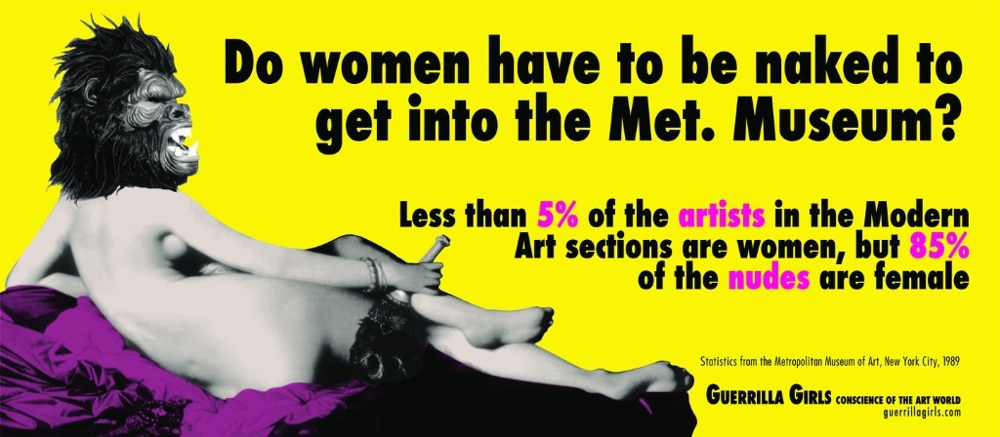 Do women have to be naked to
get into the Met. Museum?
Less than 5% of the artists in the Modern
Art sections are women, but 85%
of the nudes are female
Statistics from the Metropolitan Museum of Art, New York City, 1989
GUERRILLA GIRLS CONSCIENCE OF THE ART WORLD
guerrillagirls.com